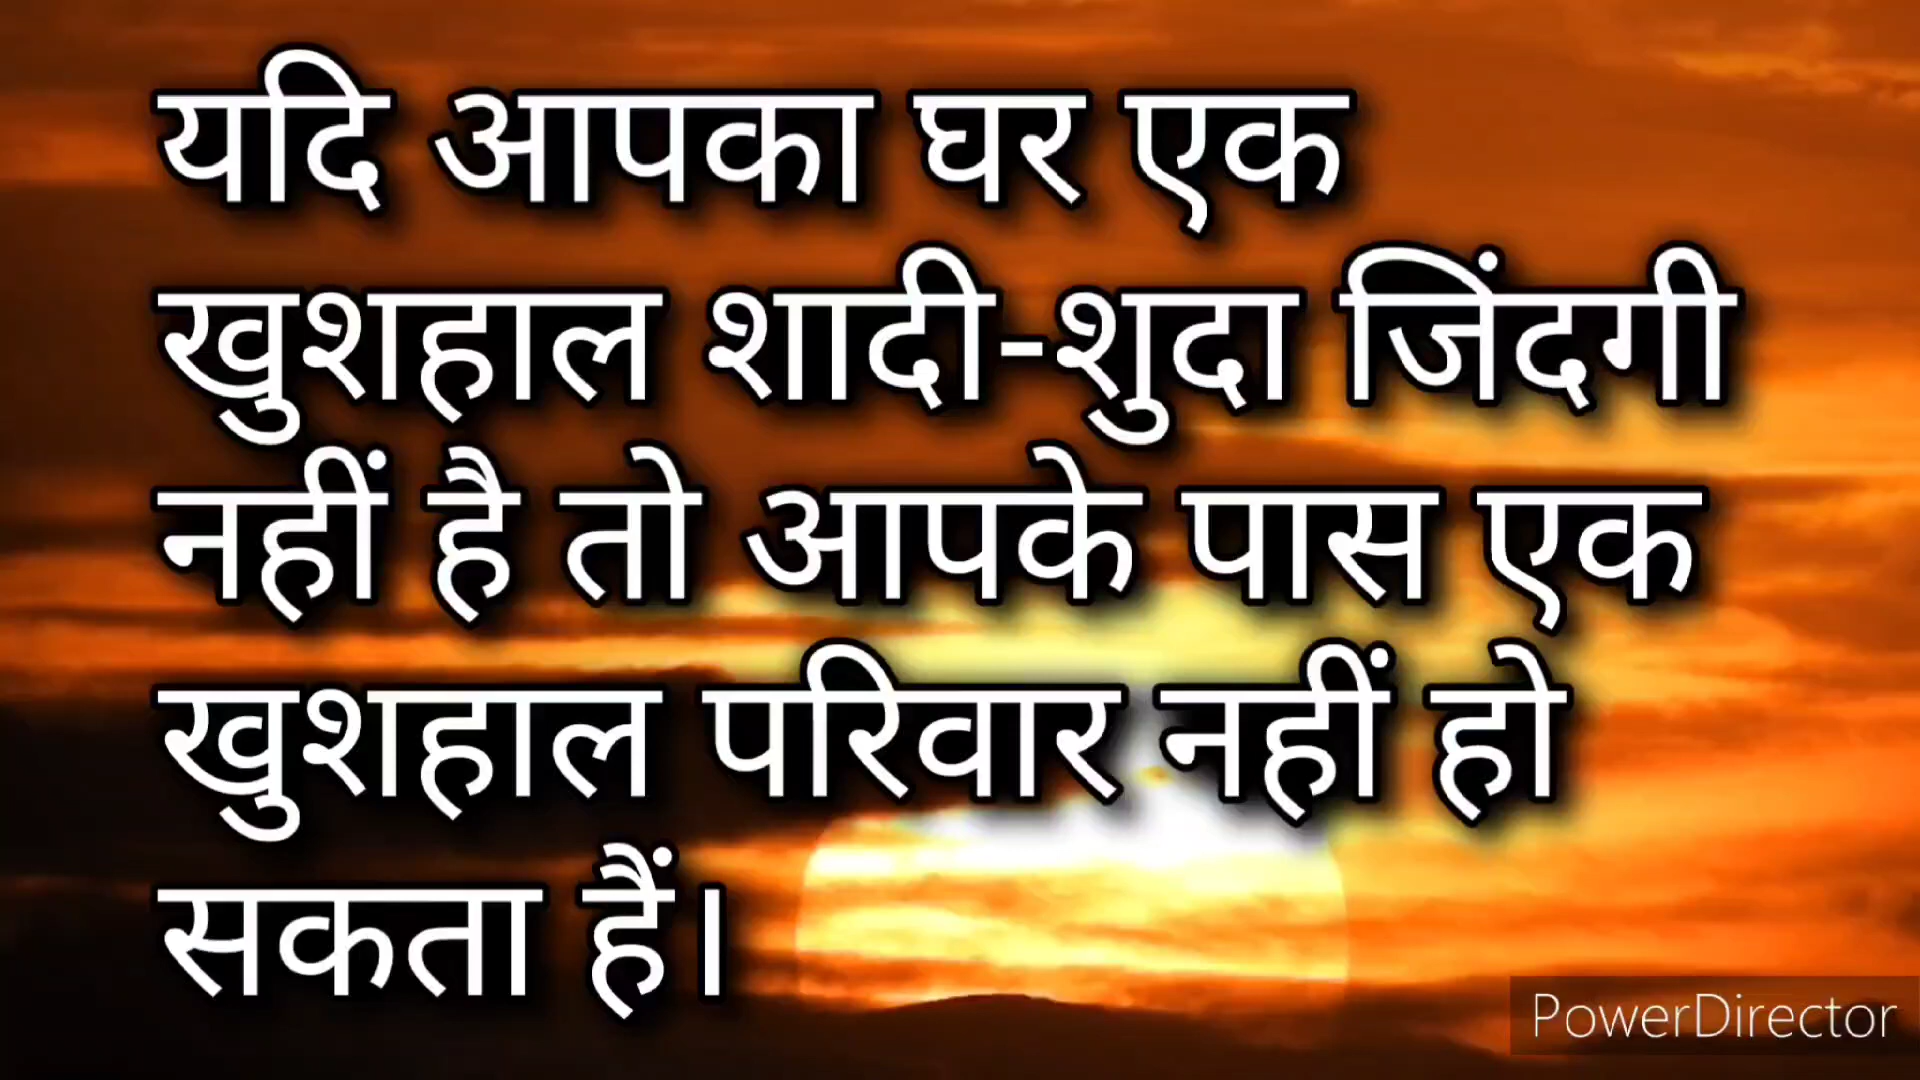 यदि आपका घर एक
खुशहाल शादी-शुदा जिंदगी
नहीं है तो आपके पास एक
खुशहाल परिवार नहीं हो
सकता हैं।
PowerDirector